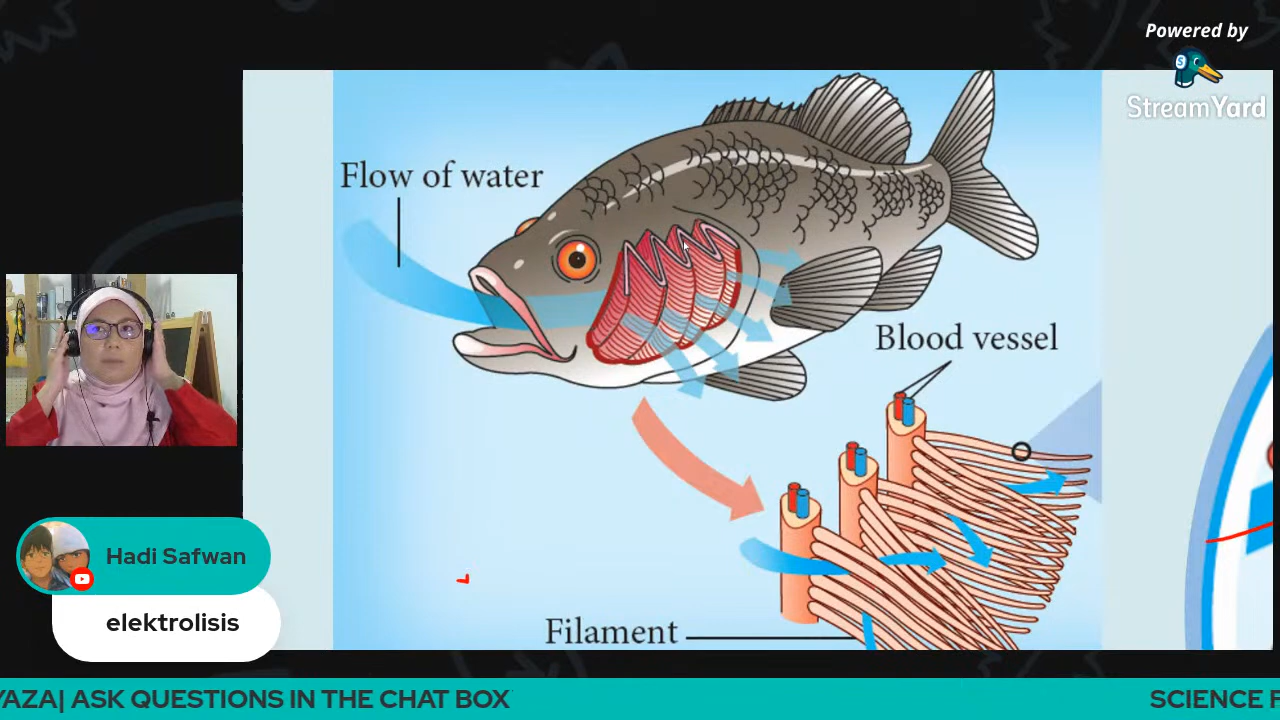 Powered by
StreamYard
Flow of water
Blood vessel
Hadi Safwan
elektrolisis
Filament
YAZA| ASK QUESTIONS IN THE CHAT BOX
SCIENCE